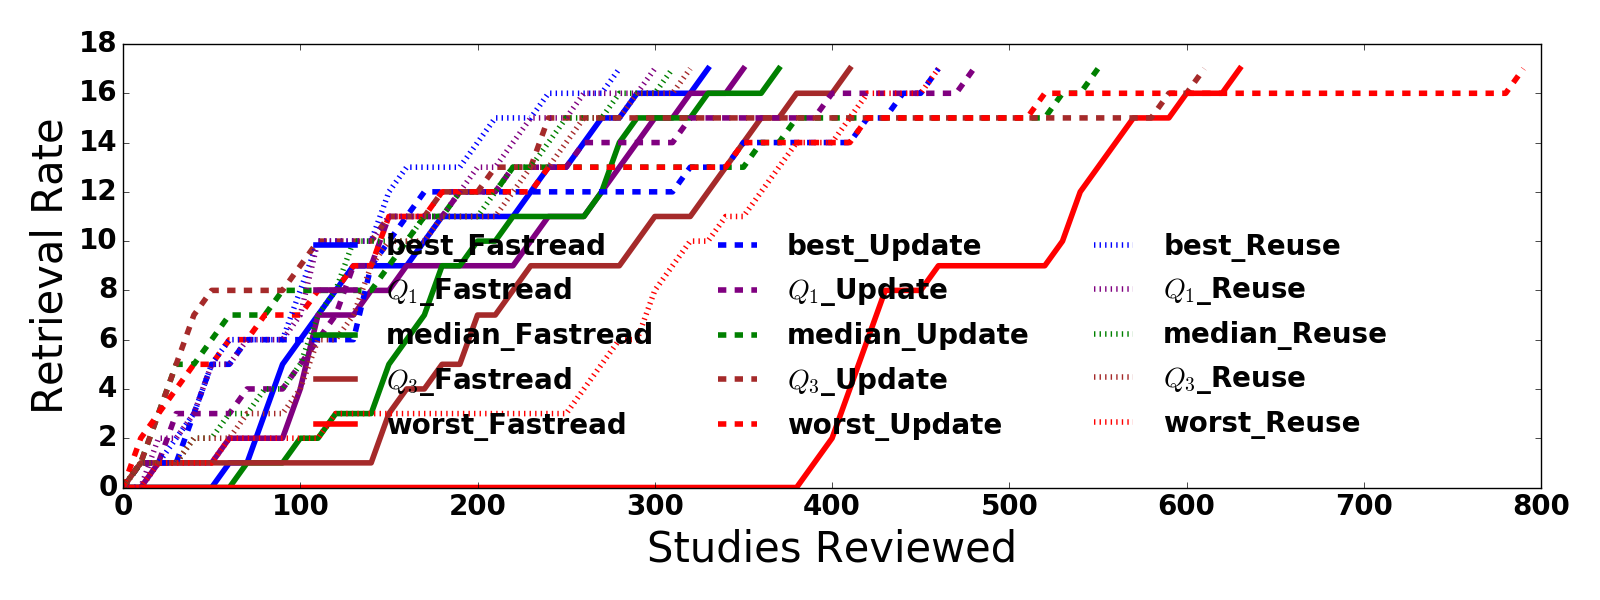 18
16
14
12
10
8
6
4
2
0
Retrieval Rate
best_Fastread best_Update best_Reuse
Q1_Fastread Q1_Update Q1_Reuse
median_Fastread median_Update median_Reuse
Q3_Fastread Q3_Update Q3_Reuse
worst_Fastread worst_Update worst_Reuse
0 100 200 300 400 500 600 700 800
Studies Reviewed